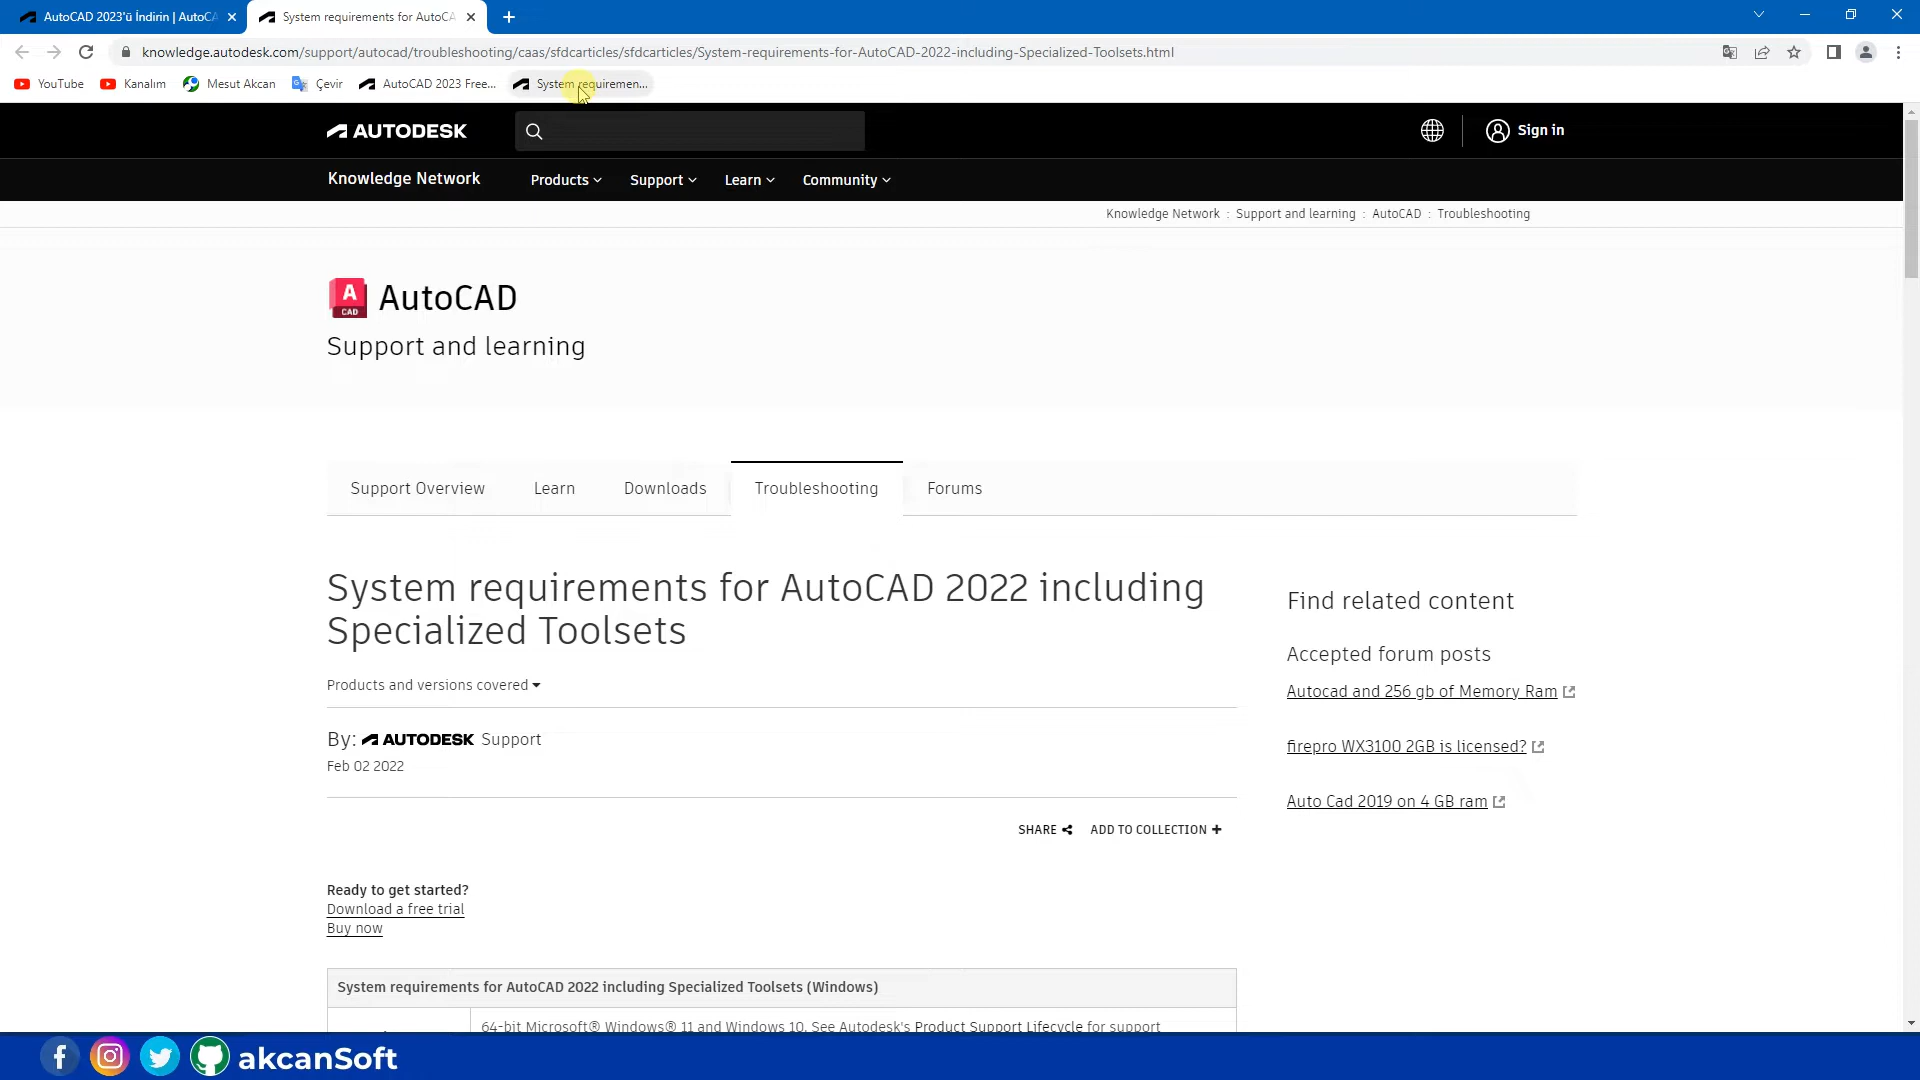 AutoCAD 2023'ü İndirin | AutoCA
System requirements for AutoCA
knowledge.autodesk.com/support/autocad/troubleshooting/caas/sfdcarticles/sfdcarticles/System-requirements-for-AutoCAD-2022-including-Specialized-Toolsets.html
YouTube Kanalım Mesut Akcan Çevir AutoCAD 2023 Free... System requiremen...
AUTODESK Sign in
Knowledge Network Products Support Learn Community
Knowledge Network : Support and learning : AutoCAD : Troubleshooting
A CAD AutoCAD
Support and learning
Support Overview Learn Downloads Troubleshooting Forums
System requirements for AutoCAD 2022 including
Specialized Toolsets
Products and versions covered
By: AUTODESK Support
Feb 02 2022
SHARE ADD TO COLLECTION +
Find related content
Accepted forum posts
Autocad and 256 gb of Memory Ram
firepro WX3100 2GB is licensed?
Auto Cad 2019 on 4 GB ram
Ready to get started?
Download a free trial
Buy now
System requirements for AutoCAD 2022 including Specialized Toolsets (Windows)
64-bit Microsoft® Windows® 11 and Windows 10. See Autodesk's Product Support Lifecycle for support
akcanSoft